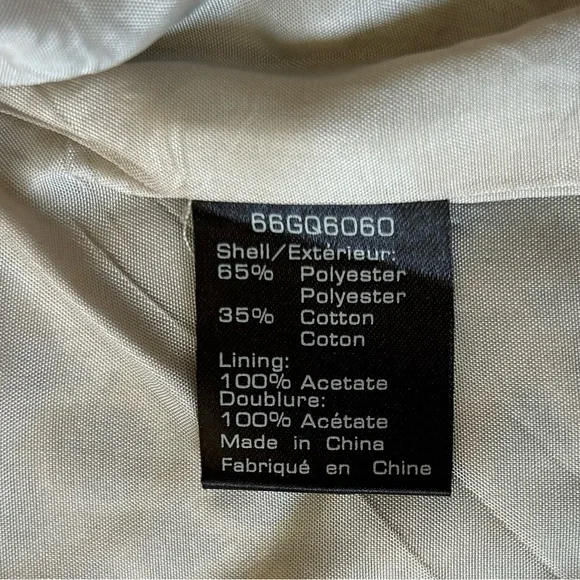 66GQ6060
Shell/Extérieur:
65% Polyester
Polyester
35% Cotton
Coton
Lining:
100% Acetate
Doublure:
100% Acétate
Made in China
Fabriqué en Chine